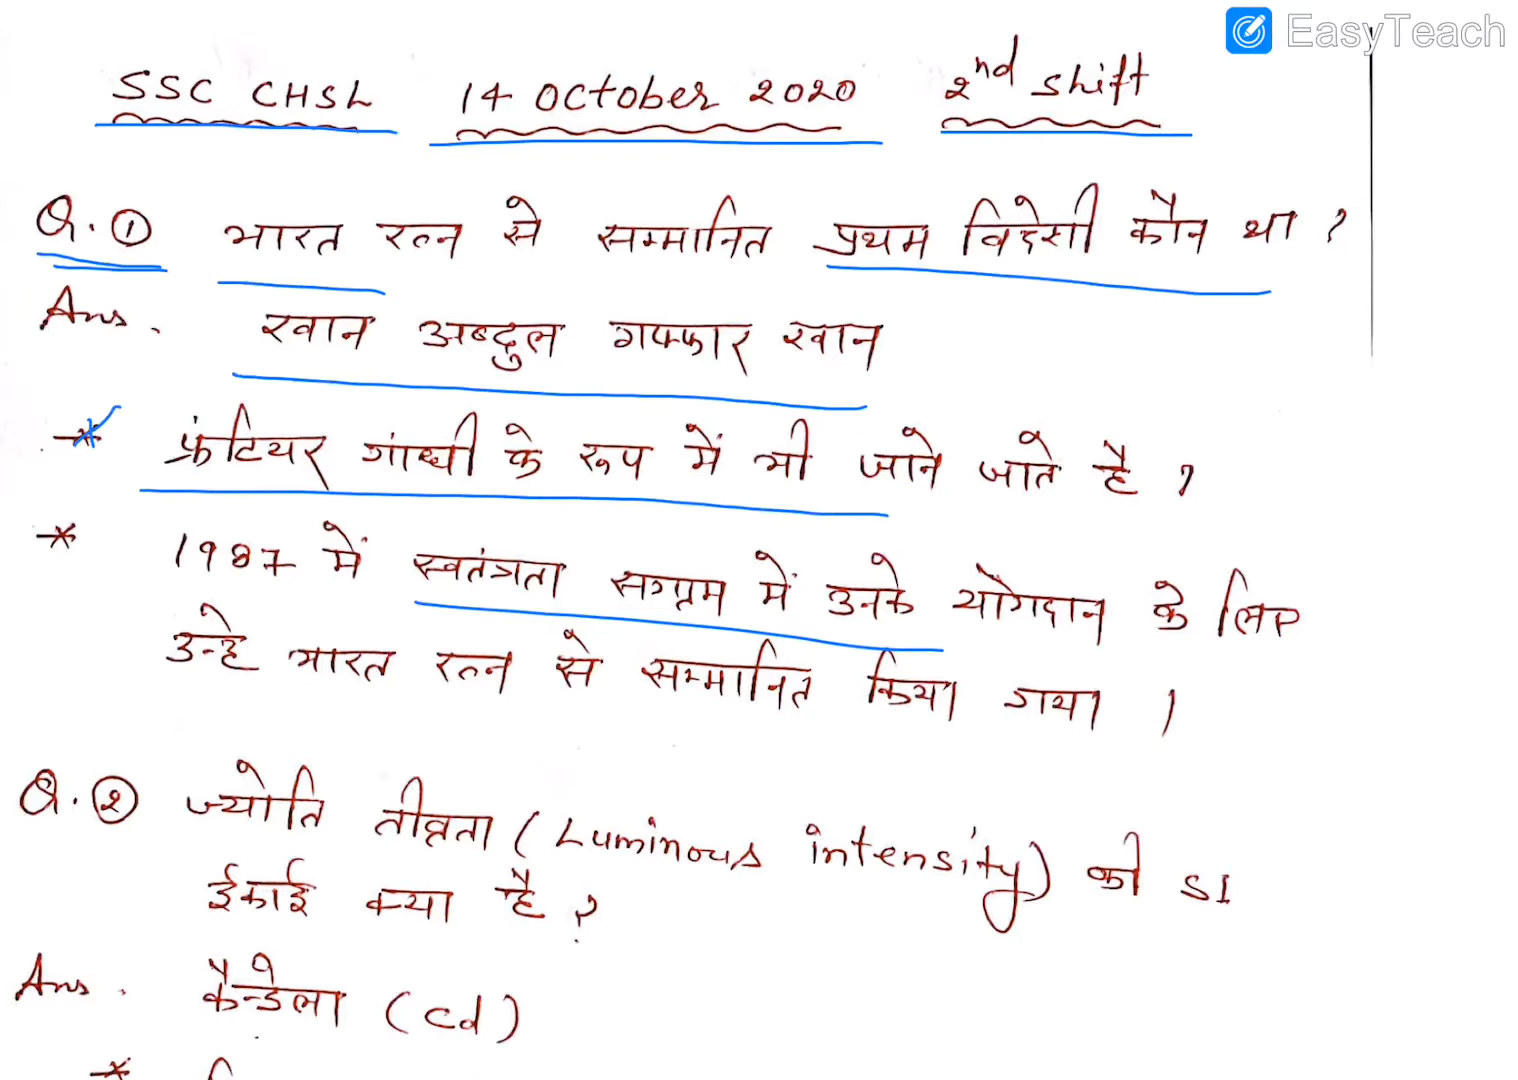 EasyTeach
SSC CHSL 14 October 2020 2nd shift
Q.① भारत रत्न से सम्मानित प्रथम विदेशी कौन था ?
Ans. खान अब्दुल गफ्फार खान
* फ्रंटियर गांधी के रूप में भी जाने जाते है ।
* 1987 में स्वतंत्रता सग्राम में उनके योगदान के लिए
उन्हे भारत रत्न से सम्मानित किया गया ।
Q.② ज्योति तीव्रता (Luminous intensity) की SI
ईकाई क्या है ?
Ans. कैन्डेला (cd)
*